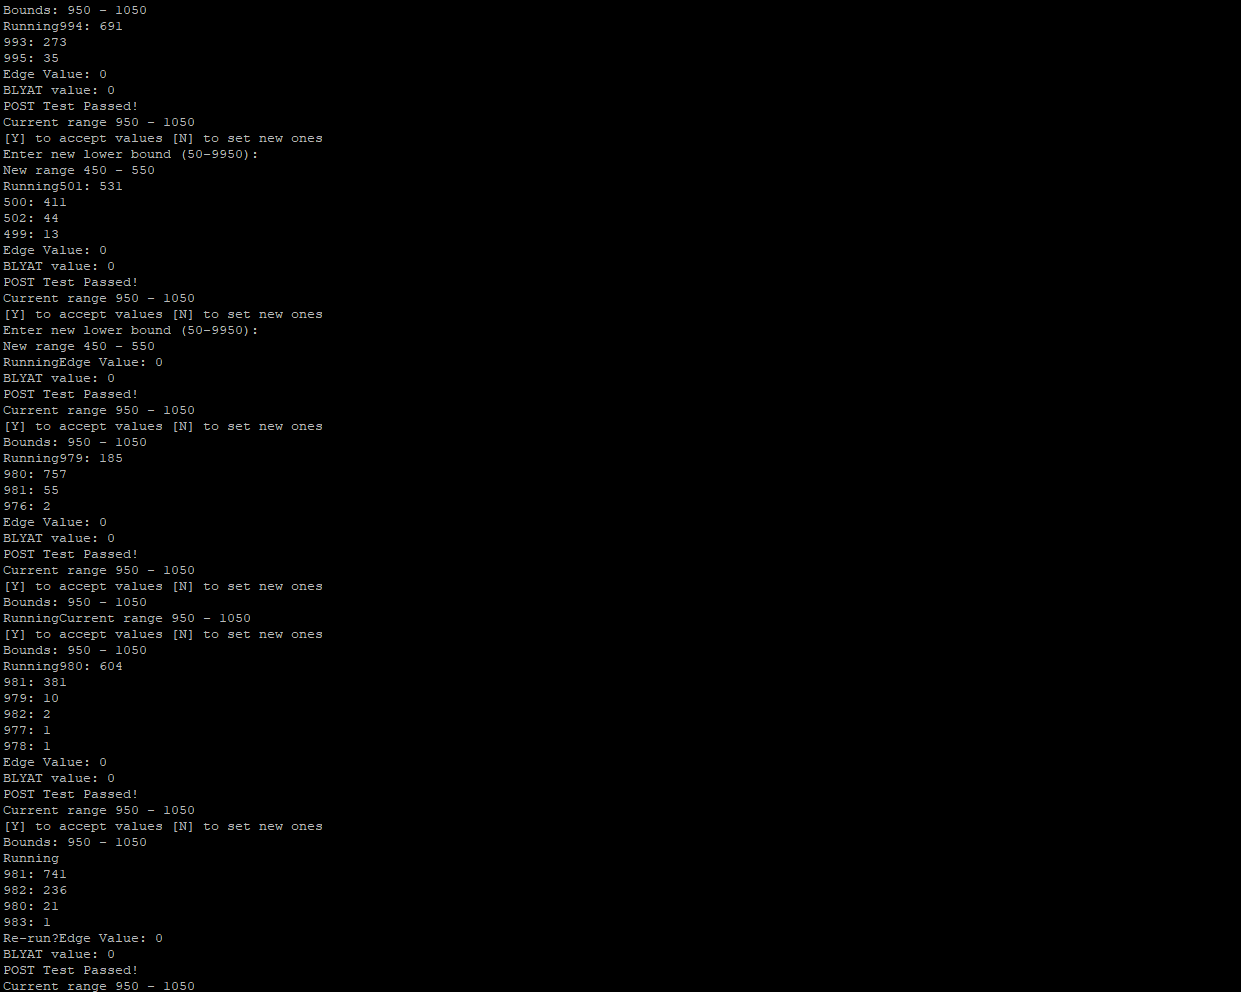 Bounds: 950 - 1050
Running994: 691
993: 273
995: 35
Edge Value: 0
BLYAT value: 0
POST Test Passed!
Current range 950 - 1050
[Y] to accept values [N] to set new ones
Enter new lower bound (50-9950):
New range 450 - 550
Running501: 531
500: 411
502: 44
499: 13
Edge Value: 0
BLYAT value: 0
POST Test Passed!
Current range 950 - 1050
[Y] to accept values [N] to set new ones
Enter new lower bound (50-9950):
New range 450 - 550
RunningEdge Value: 0
BLYAT value: 0
POST Test Passed!
Current range 950 - 1050
[Y] to accept values [N] to set new ones
Bounds: 950 - 1050
Running979: 185
980: 757
981: 55
976: 2
Edge Value: 0
BLYAT value: 0
POST Test Passed!
Current range 950 - 1050
[Y] to accept values [N] to set new ones
Bounds: 950 - 1050
RunningCurrent range 950 - 1050
[Y] to accept values [N] to set new ones
Bounds: 950 - 1050
Running980: 604
981: 381
979: 10
982: 2
977: 1
978: 1
Edge Value: 0
BLYAT value: 0
POST Test Passed!
Current range 950 - 1050
[Y] to accept values [N] to set new ones
Bounds: 950 - 1050
Running
981: 741
982: 236
980: 21
983: 1
Re-run?Edge Value: 0
BLYAT value: 0
POST Test Passed!
Current range 950 - 1050